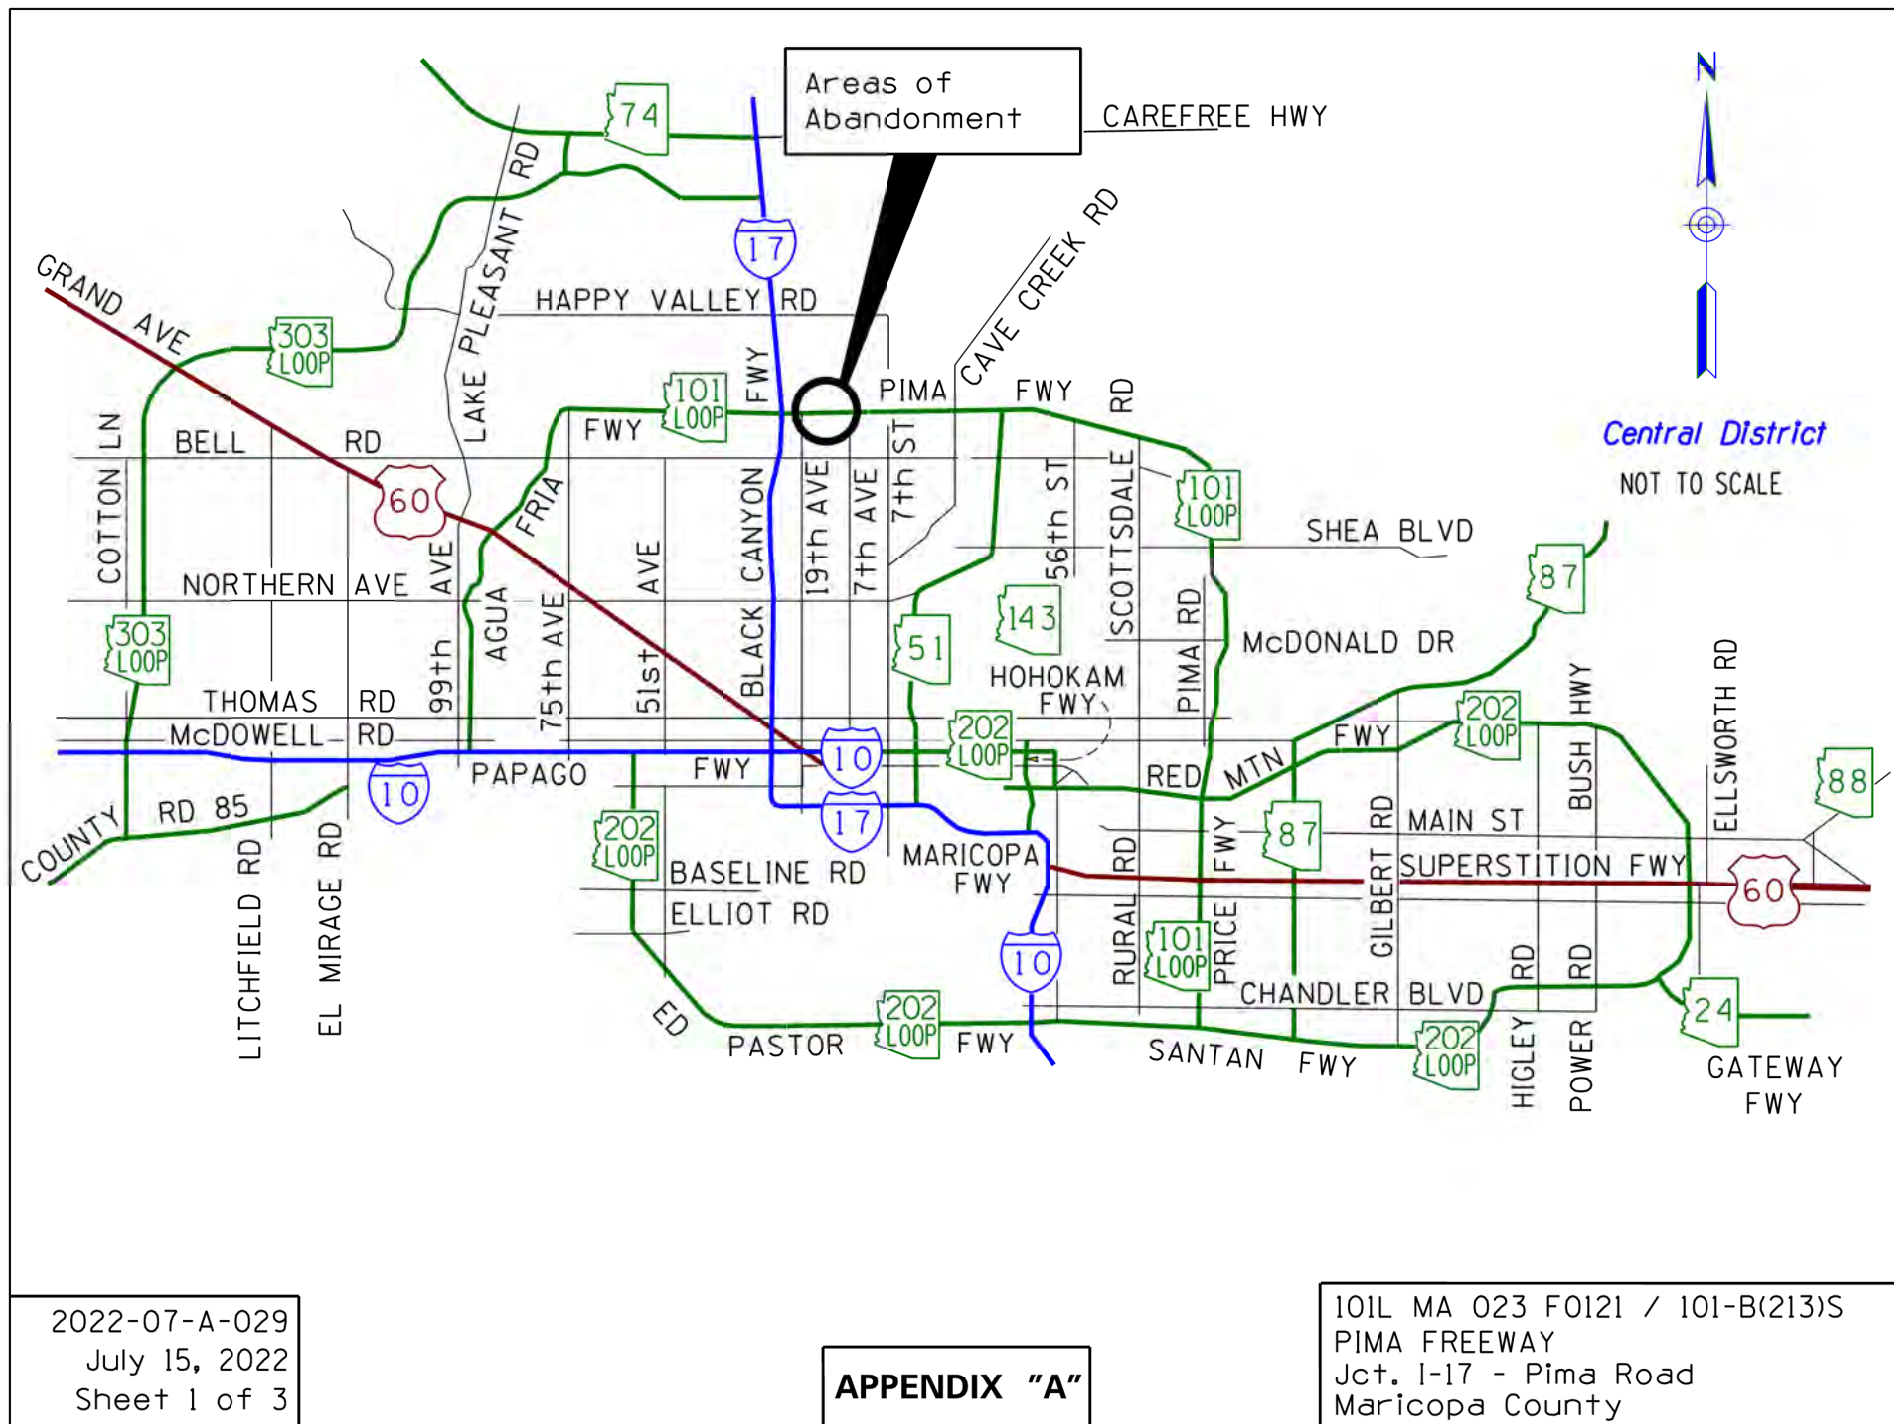 Areas of
Abandonment
CAREFREE HWY
N
74
17
LAKE PLEASANT RD
CAVE CREEK RD
GRAND AVE
HAPPY VALLEY RD
303
LOOP
101
LOOP
FWY
PIMA FWY
FWY
BELL RD
COTTON LN
60
AGUA FRIA
BLACK CANYON FWY
19th AVE
7th AVE
7th ST
56th ST
SCOTTSDALE RD
101
LOOP
Central District
NOT TO SCALE
SHEA BLVD
87
NORTHERN AVE
99th AVE
75th AVE
51st AVE
303
LOOP
51
143
HOHOKAM
FWY
PIMA RD
McDONALD DR
THOMAS RD
McDOWELL RD
10
10
PAPAGO FWY
202
LOOP
RED MTN FWY
202
LOOP
BUSH HWY
ELLSWORTH RD
88
COUNTY RD 85
LITCHFIELD RD
EL MIRAGE RD
202
LOOP
17
MARICOPA
FWY
BASELINE RD
ELLIOT RD
RURAL RD
PRICE FWY
87
GILBERT RD
MAIN ST
SUPERSTITION FWY
60
10
101
LOOP
CHANDLER BLVD
HIGLEY RD
POWER RD
24
GATEWAY
FWY
ED PASTOR FWY
202
LOOP
SANTAN FWY
202
LOOP
2022-07-A-029
July 15, 2022
Sheet 1 of 3
APPENDIX "A"
101L MA 023 F0121 / 101-B(213)S
PIMA FREEWAY
Jct. I-17 - Pima Road
Maricopa County